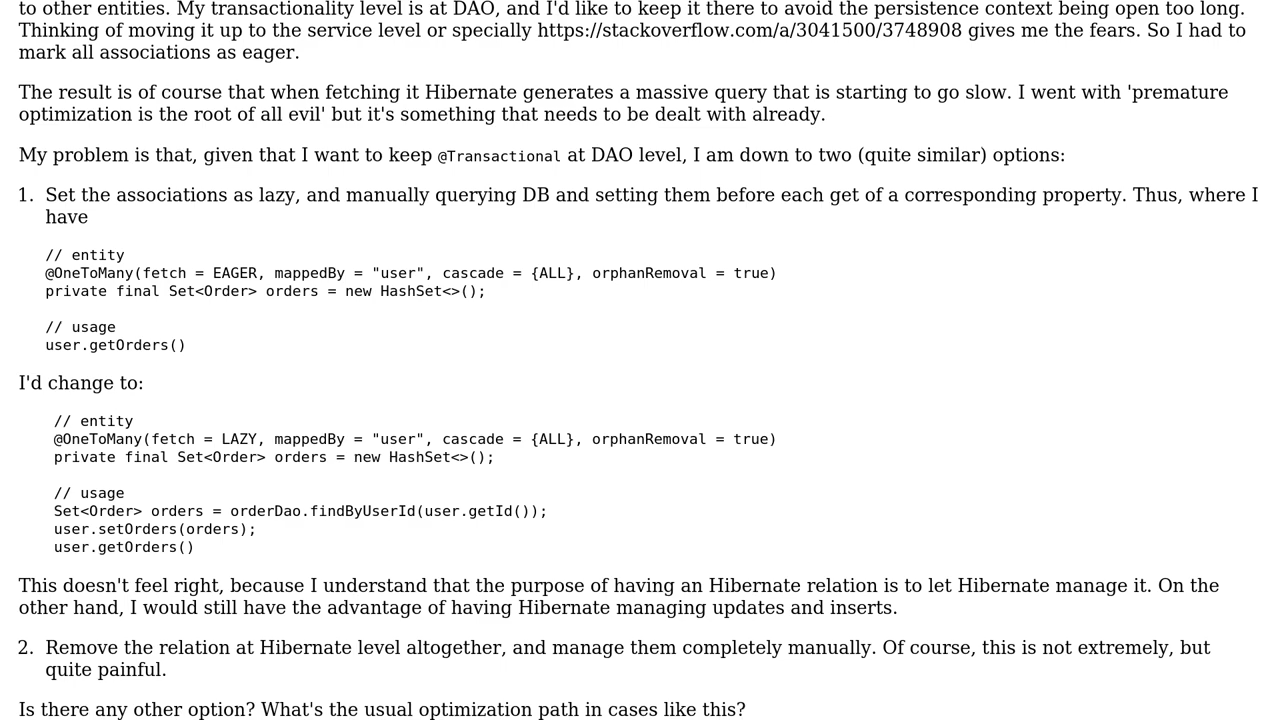 to other entities. My transactionality level is at DAO, and I'd like to keep it there to avoid the persistence context being open too long.
Thinking of moving it up to the service level or specially https://stackoverflow.com/a/3041500/3748908 gives me the fears. So I had to
mark all associations as eager.
The result is of course that when fetching it Hibernate generates a massive query that is starting to go slow. I went with 'premature
optimization is the root of all evil' but it's something that needs to be dealt with already.
My problem is that, given that I want to keep @Transactional at DAO level, I am down to two (quite similar) options:
1. Set the associations as lazy, and manually querying DB and setting them before each get of a corresponding property. Thus, where I
have
// entity
@OneToMany(fetch = EAGER, mappedBy = "user", cascade = {ALL}, orphanRemoval = true)
private final Set<Order> orders = new HashSet<>();
// usage
user.getOrders()
I'd change to:
// entity
@OneToMany(fetch = LAZY, mappedBy = "user", cascade = {ALL}, orphanRemoval = true)
private final Set<Order> orders = new HashSet<>();
// usage
Set<Order> orders = orderDao.findByUserId(user.getId());
user.setOrders(orders);
user.getOrders()
This doesn't feel right, because I understand that the purpose of having an Hibernate relation is to let Hibernate manage it. On the
other hand, I would still have the advantage of having Hibernate managing updates and inserts.
2. Remove the relation at Hibernate level altogether, and manage them completely manually. Of course, this is not extremely, but
quite painful.
Is there any other option? What's the usual optimization path in cases like this?